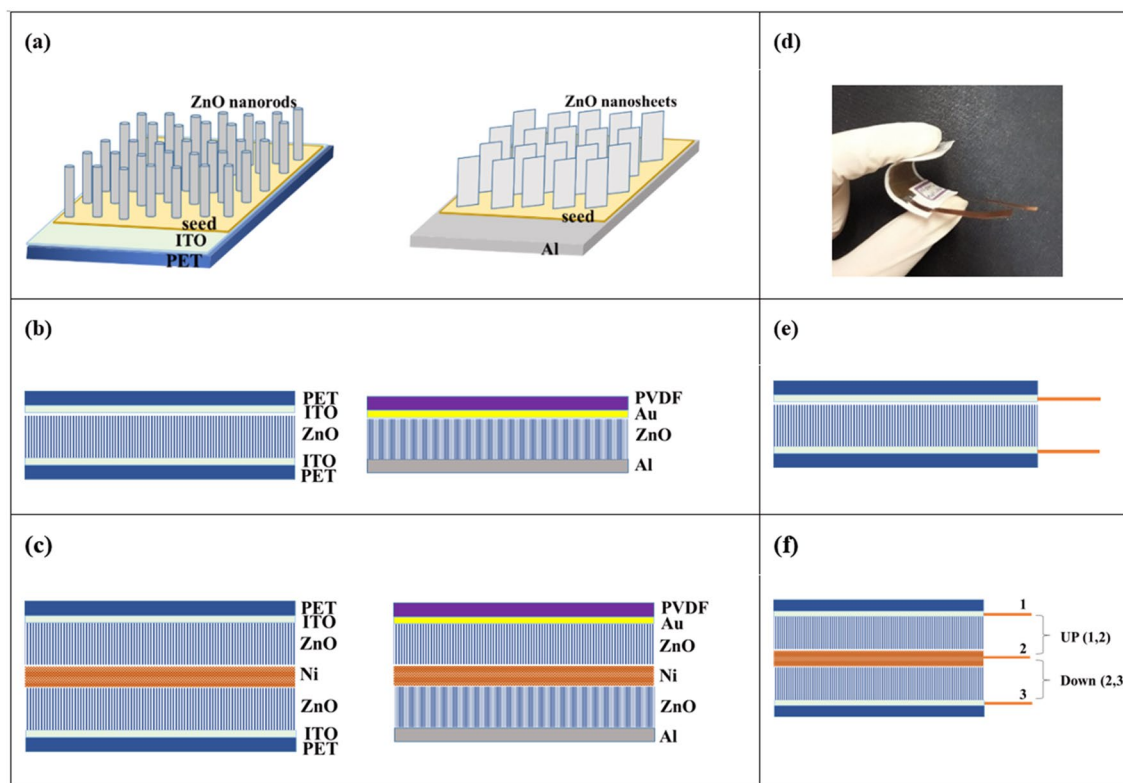 (a)
ZnO nanorods
seed
ITO
PET
ZnO nanosheets
seed
Al
(d)
(b)
PET
ITO
ZnO
ITO
PET
PVDF
Au
ZnO
Al
(e)
(c)
PET
ITO
ZnO
Ni
ZnO
ITO
PET
PVDF
Au
ZnO
Ni
ZnO
Al
(f)
1
UP (1,2)
2
Down (2,3
3